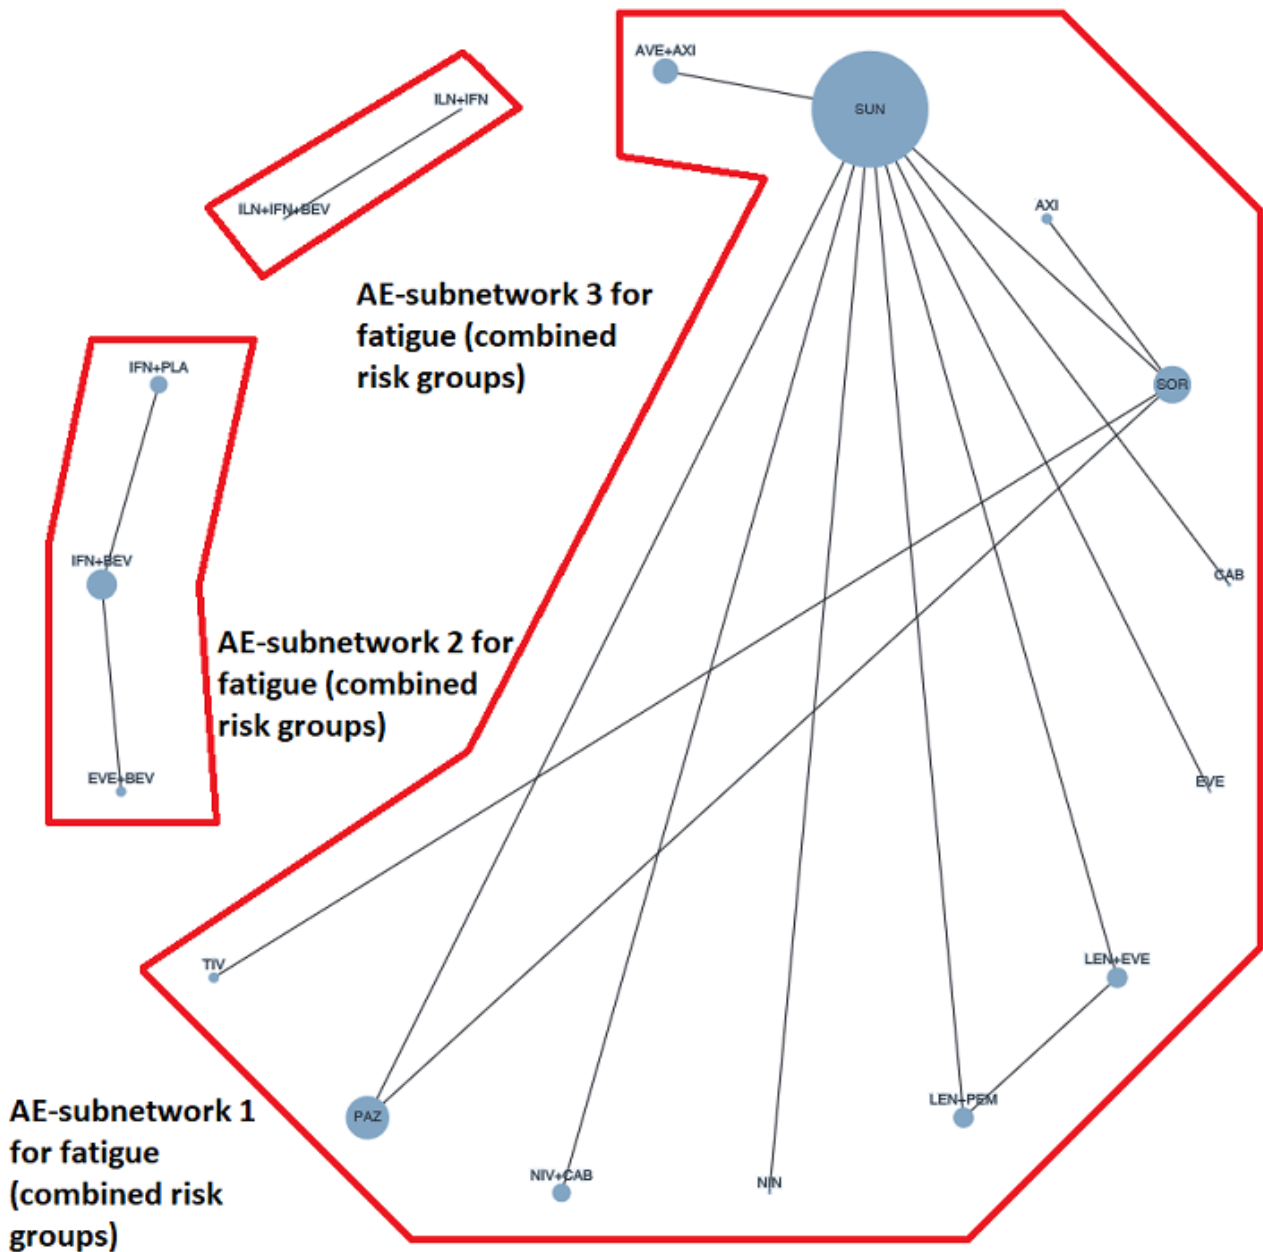 AVE+AXI
SUN
ILN+IFN
ILN+IFN+BEV
AXI
AE-subnetwork 3 for
fatigue (combined
risk groups)
IFN+PLA
SOR
IFN+BEV
CAB
AE-subnetwork 2 for
fatigue (combined
risk groups)
EVE+BEV
EVE
TIV
LEN+EVE
LEN+PEM
PAZ
AE-subnetwork 1
for fatigue
(combined risk
groups)
NIV+CAB
NIN